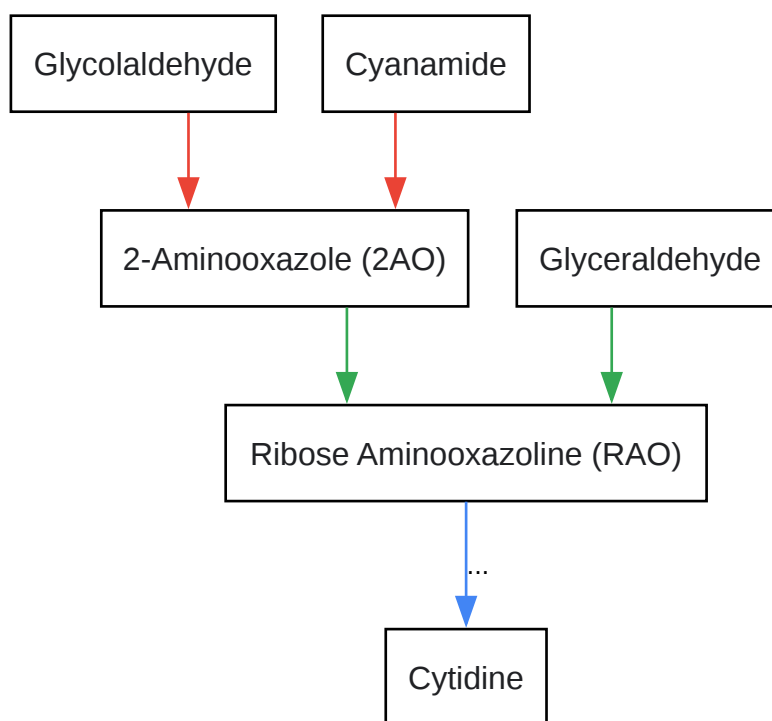 Glycolaldehyde
Cyanamide
2-Aminooxazole (2AO)
Glyceraldehyde
Ribose Aminooxazoline (RAO)
...
Cytidine